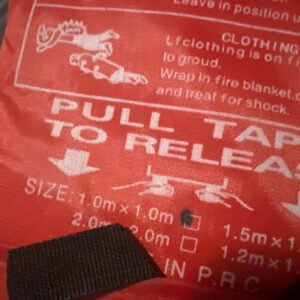 Leave in position u
CLOTHING
Lfclothing is on fi
to groud.
Wrap in fire blanket,
and treat for shock.
PULL TAP
TO RELEA
SIZE: 1.0m x 1.0m 1.5m x 1
2.0m 2.0m 1.2m x 1
IN P.R.C